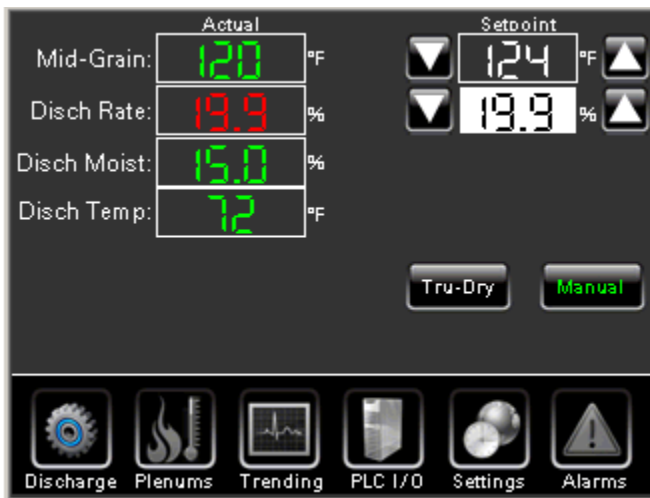 Actual Setpoint
Mid-Grain: 120 °F 124 °F
Disch Rate: 19.9 % 19.9 %
Disch Moist: 15.0 %
Disch Temp: 72 °F
Tru-Dry Manual
Discharge Plenums Trending PLC I/O Settings Alarms